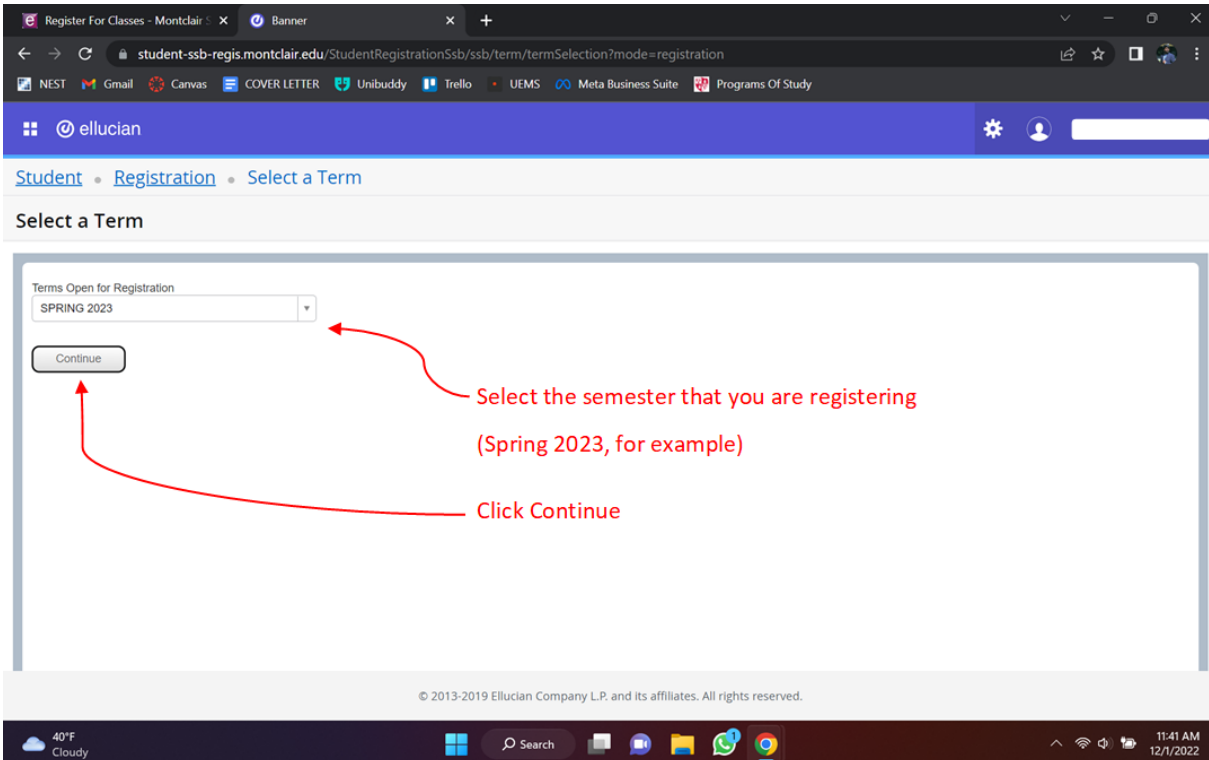 Register For Classes - Montclair S
Banner
student-ssb-regis.montclair.edu/StudentRegistrationSsb/ssb/term/termSelection?mode=registration
NEST Gmail Canvas COVER LETTER Unibuddy Trello UEMS Meta Business Suite Programs Of Study
ellucian
Student • Registration • Select a Term
Select a Term
Terms Open for Registration
SPRING 2023
Continue
Select the semester that you are registering
(Spring 2023, for example)
Click Continue
© 2013-2019 Ellucian Company L.P. and its affiliates. All rights reserved.
40°F
Cloudy
Search
1
11:41 AM
12/1/2022